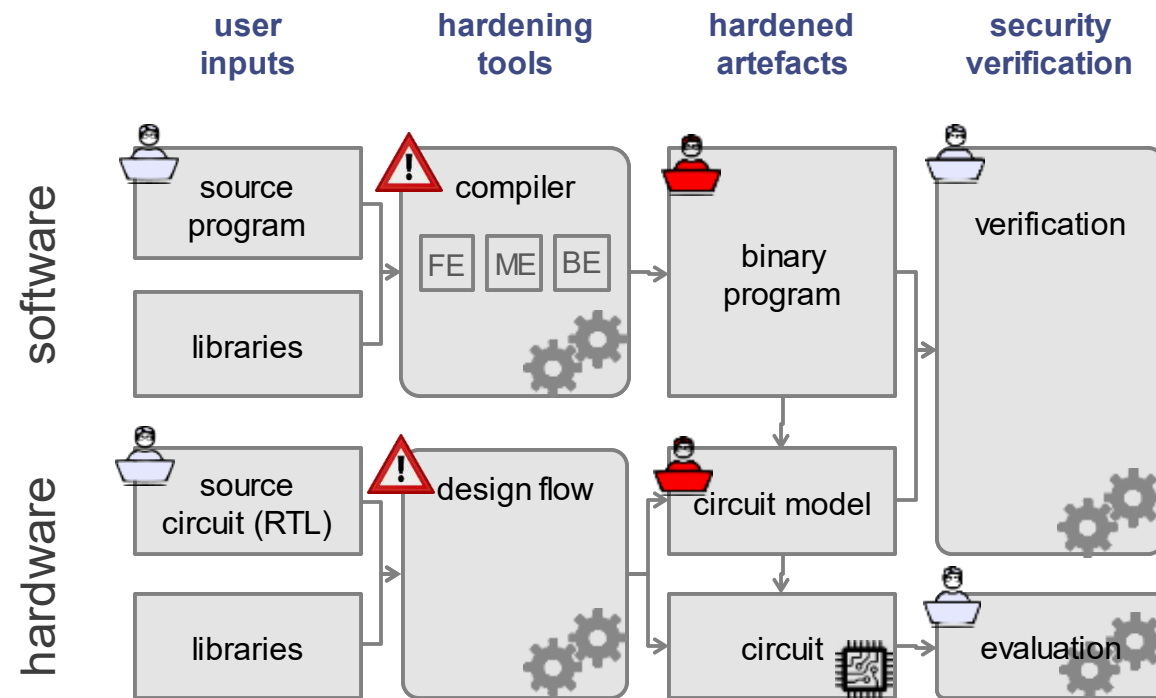 user
inputs
hardening
tools
hardened
artefacts
security
verification
software
source
program
libraries
!
compiler
FE ME BE
binary
program
verification
hardware
source
circuit (RTL)
libraries
!
design flow
circuit model
circuit
evaluation